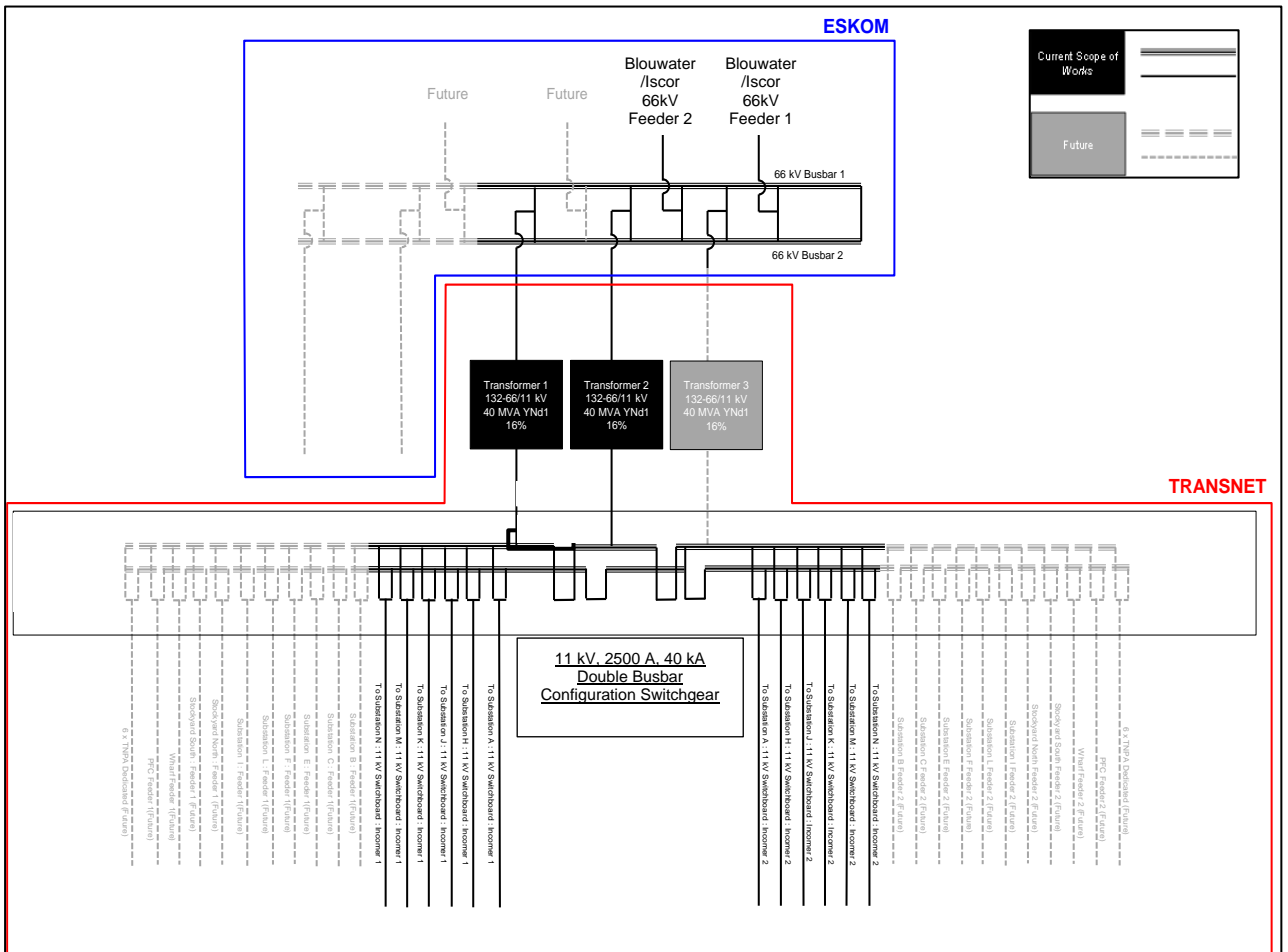 ESKOM
Current Scope of
Works
Future
Future
Future
Blouwater
/Iscor
66kV
Feeder 2
Blouwater
/Iscor
66kV
Feeder 1
66 kV Busbar 1
66 kV Busbar 2
Transformer 1
132-66/11 kV
40 MVA YNd1
16%
Transformer 2
132-66/11 kV
40 MVA YNd1
16%
Transformer 3
132-66/11 kV
40 MVA YNd1
16%
TRANSNET
11 kV, 2500 A, 40 kA
Double Busbar
Configuration Switchgear
6 x TNPA Dedicated (Future)
PPC Feeder 1(Future)
Wharf Feeder 1(Future)
Stockyard South : Feeder 1 (Future)
Stockyard North : Feeder 1 (Future)
Substation I : Feeder 1(Future)
Substation L : Feeder 1(Future)
Substation F : Feeder 1(Future)
Substation E : Feeder 1(Future)
Substation C : Feeder 1(Future)
Substation B : Feeder 1(Future)
To Substation N : 11 kV Switchboard : Incomer 1
To Substation M : 11 kV Switchboard : Incomer 1
To Substation K : 11 kV Switchboard : Incomer 1
To Substation J : 11 kV Switchboard : Incomer 1
To Substation H : 11 kV Switchboard : Incomer 1
To Substation A : 11 kV Switchboard : Incomer 1
To Substation A : 11 kV Switchboard : Incomer 2
To Substation H : 11 kV Switchboard : Incomer 2
To Substation J : 11 kV Switchboard : Incomer 2
To Substation K : 11 kV Switchboard : Incomer 2
To Substation M : 11 kV Switchboard : Incomer 2
To Substation N : 11 kV Switchboard : Incomer 2
Substation B Feeder 2 (Future)
Substation C Feeder 2 (Future)
Substation E Feeder 2 (Future)
Substation F Feeder 2 (Future)
Substation L Feeder 2 (Future)
Substation I Feeder 2 (Future)
Stockyard North Feeder 2 (Future)
Stockyard South Feeder 2 (Future)
Wharf Feeder 2 (Future)
PPC Feeder 2 (Future)
6 x TNPA Dedicated (Future)